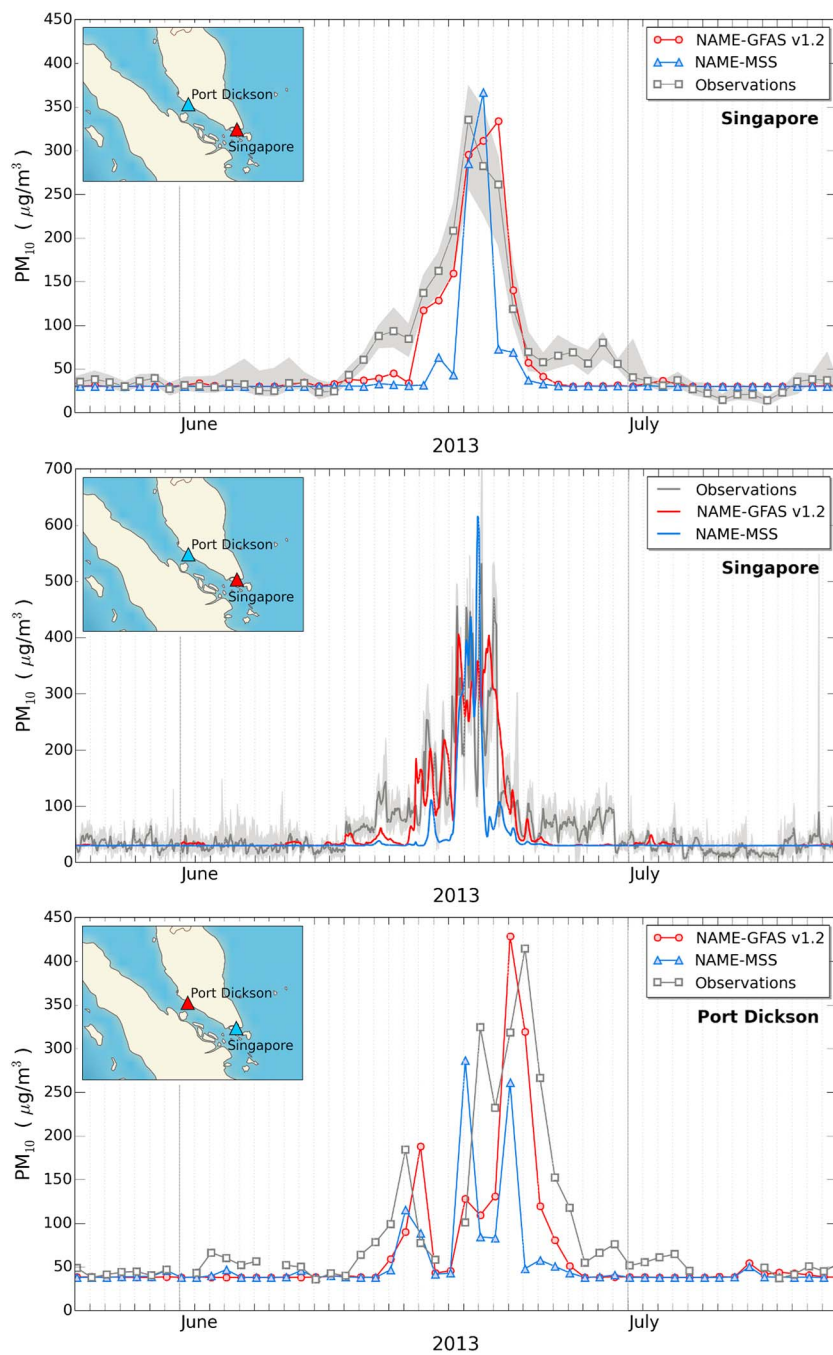 450
400
350
300
250
200
150
100
50
0
PM10 ( μg/m3 )
Port Dickson
Singapore
NAME-GFAS v1.2
NAME-MSS
Observations
Singapore
June
July
2013
700
600
500
400
300
200
100
0
PM10 ( μg/m3 )
Port Dickson
Singapore
Observations
NAME-GFAS v1.2
NAME-MSS
Singapore
June
July
2013
450
400
350
300
250
200
150
100
50
0
PM10 ( μg/m3 )
Port Dickson
Singapore
NAME-GFAS v1.2
NAME-MSS
Observations
Port Dickson
June
July
2013